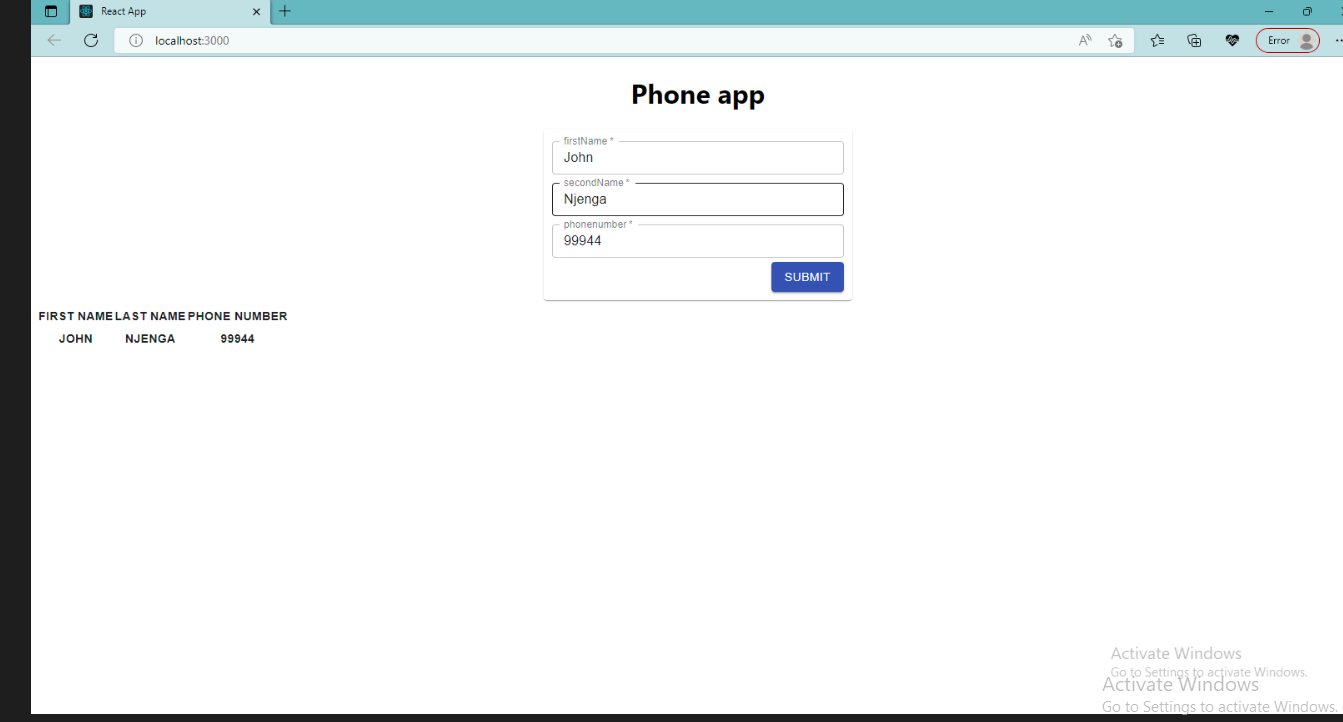 React App
localhost:3000
Error
Phone app
firstName *
John
secondName *
Njenga
phonenumber *
99944
SUBMIT
FIRST NAME LAST NAME PHONE NUMBER
JOHN NJENGA 99944
Activate Windows
Go to Settings to activate Windows.
Activate Windows
Go to Settings to activate Windows.